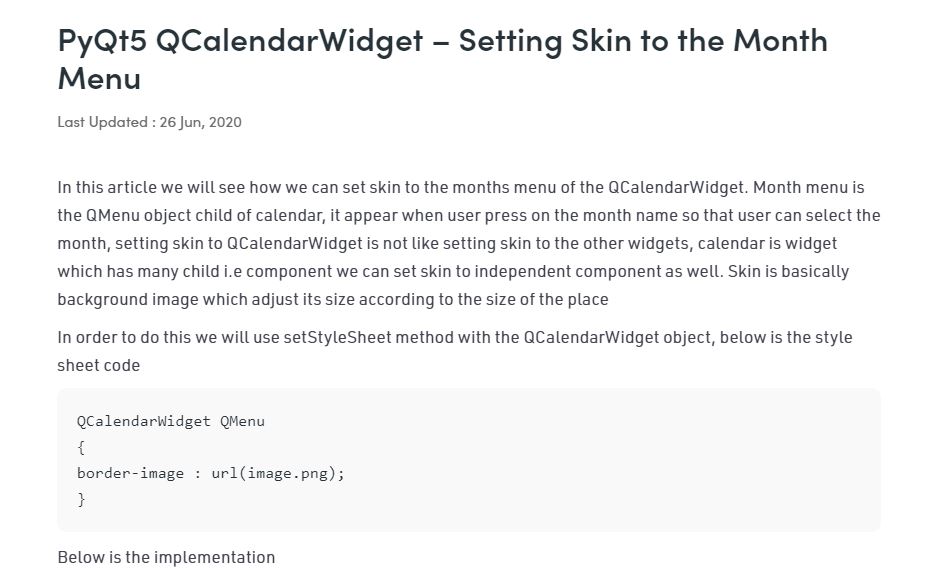 PyQt5 QCalendarWidget – Setting Skin to the Month
Menu
Last Updated : 26 Jun, 2020
In this article we will see how we can set skin to the months menu of the QCalendarWidget. Month menu is
the QMenu object child of calendar, it appear when user press on the month name so that user can select the
month, setting skin to QCalendarWidget is not like setting skin to the other widgets, calendar is widget
which has many child i.e component we can set skin to independent component as well. Skin is basically
background image which adjust its size according to the size of the place
In order to do this we will use setStyleSheet method with the QCalendarWidget object, below is the style
sheet code
QCalendarWidget QMenu
{
border-image : url(image.png);
}
Below is the implementation